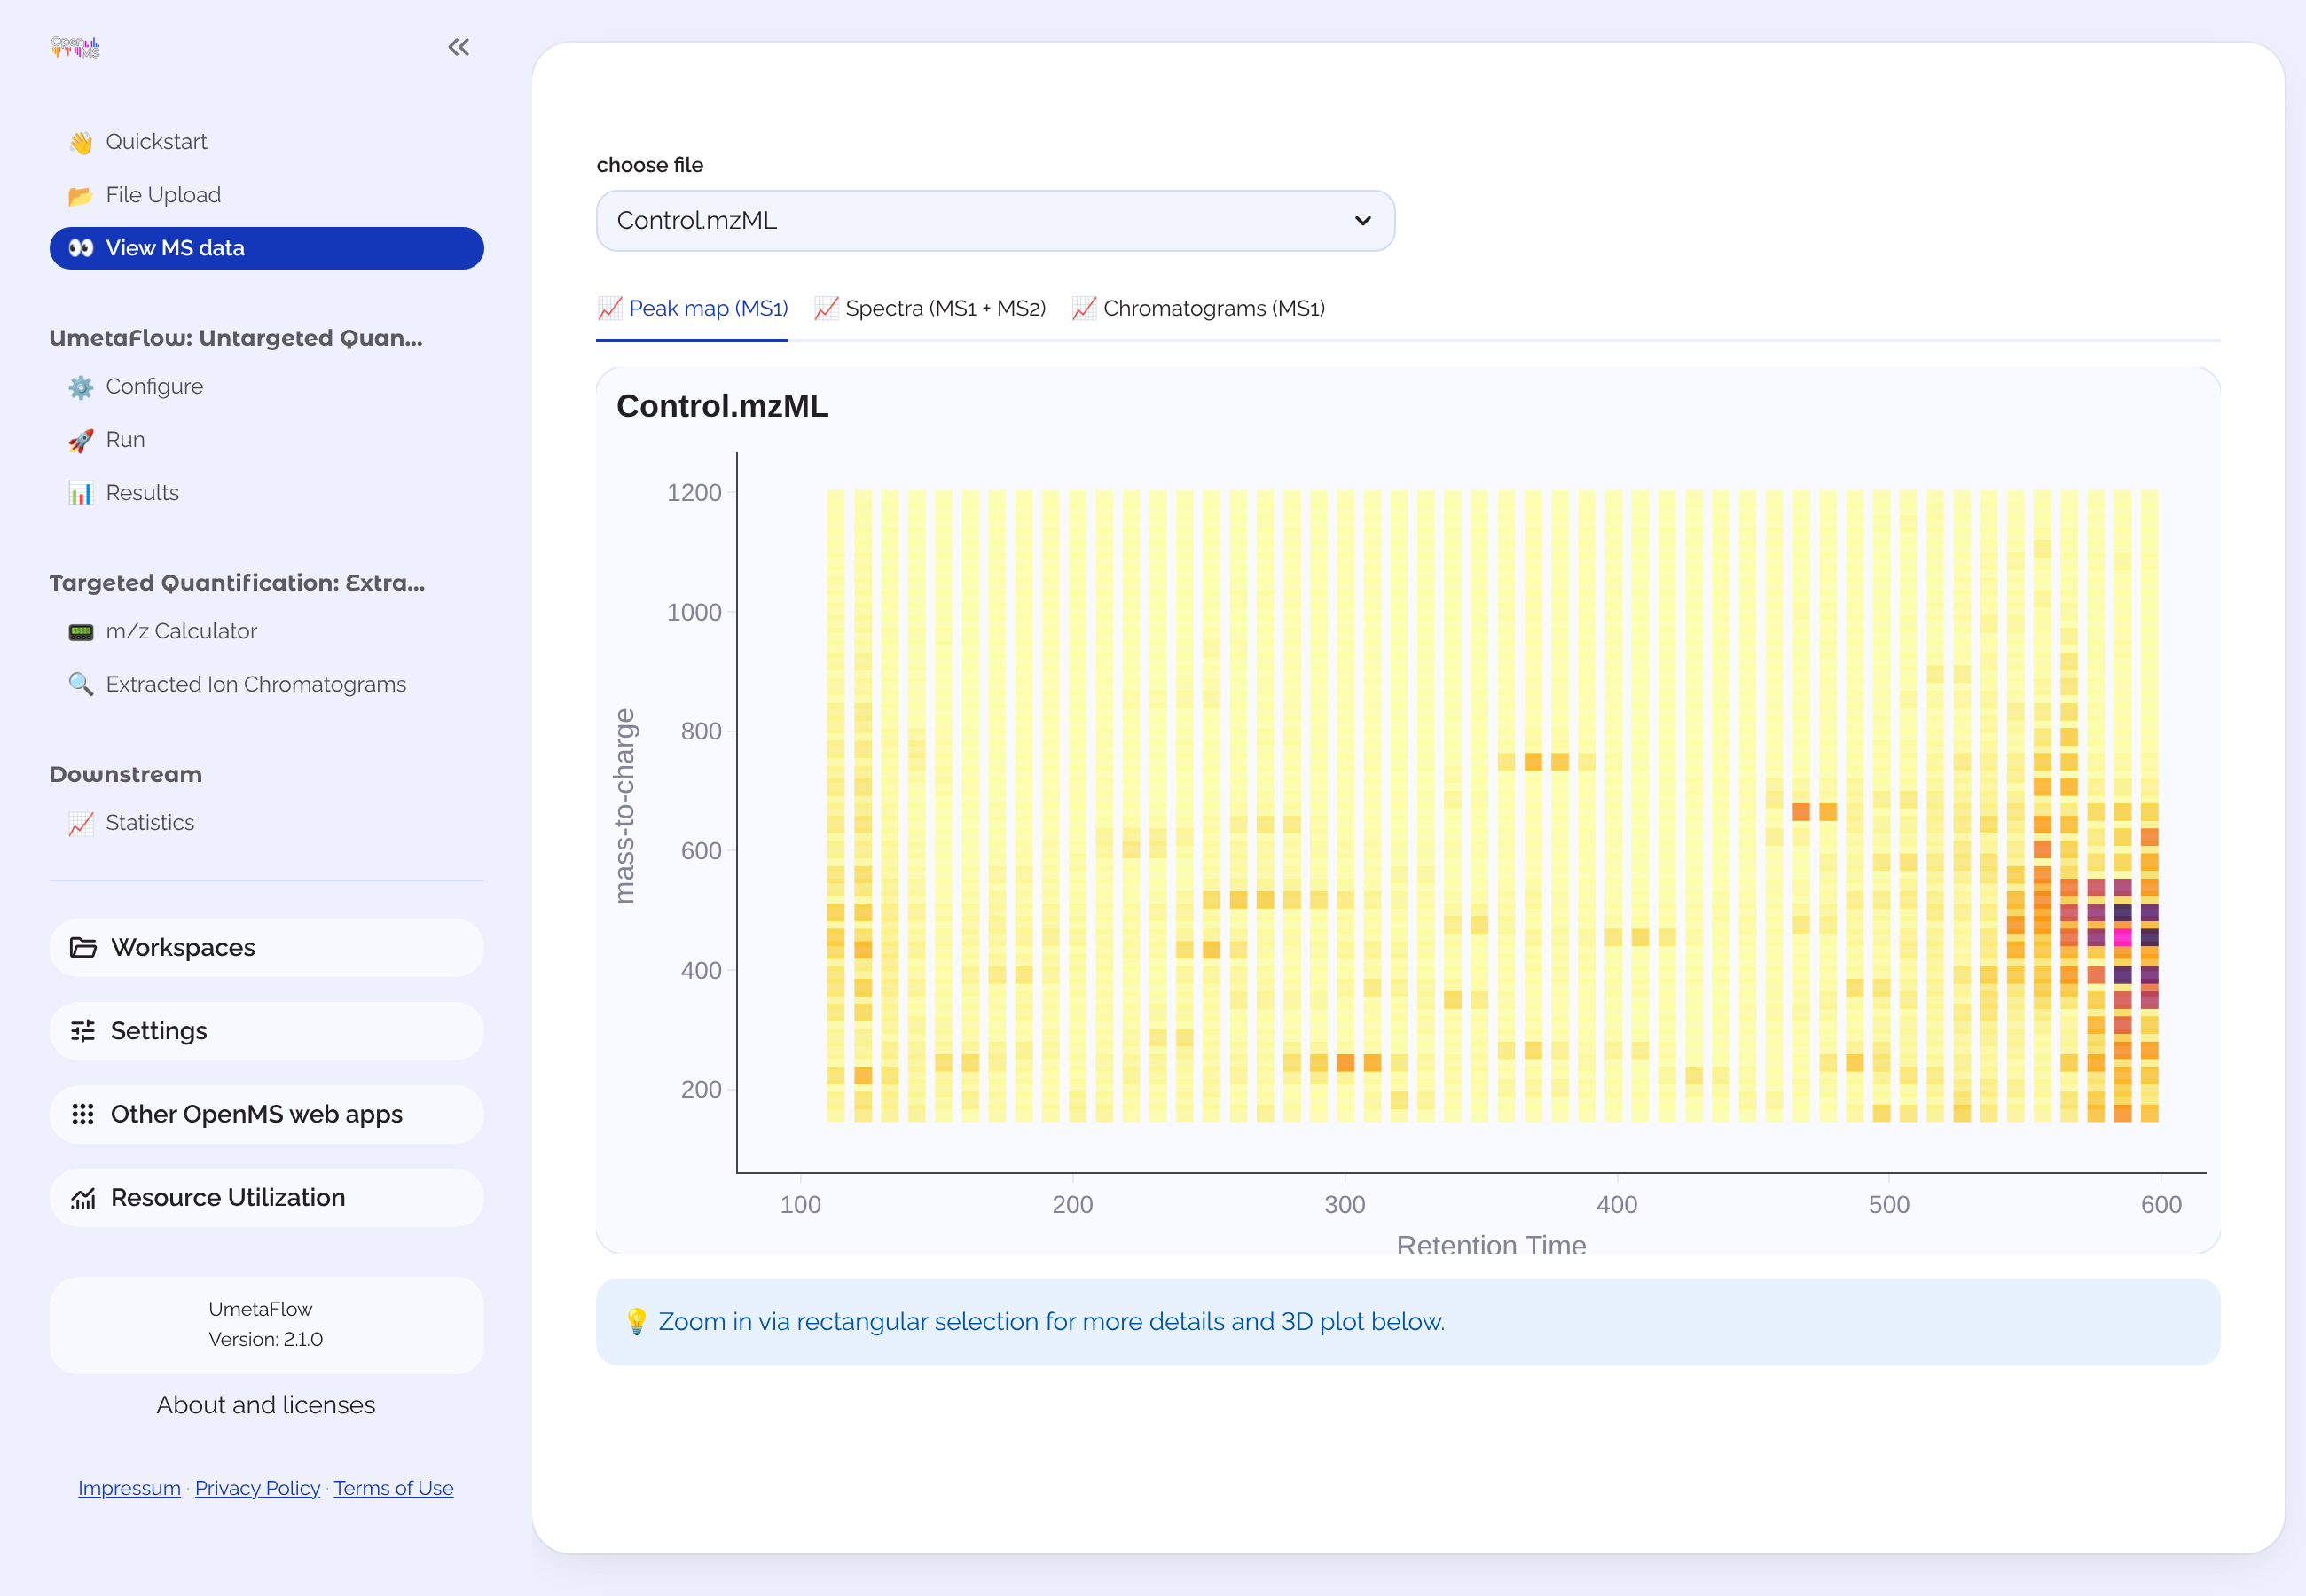 OpenMS
Quickstart
File Upload
View MS data
UmetaFlow: Untargeted Quan...
Configure
Run
Results
Targeted Quantification: Extra...
m/z Calculator
Extracted Ion Chromatograms
Downstream
Statistics
Workspaces
Settings
Other OpenMS web apps
Resource Utilization
UmetaFlow
Version: 2.1.0
About and licenses
Impressum · Privacy Policy · Terms of Use
choose file
Control.mzML
Peak map (MS1) Spectra (MS1 + MS2) Chromatograms (MS1)
Control.mzML
mass-to-charge
1200
1000
800
600
400
200
100 200 300 400 500 600
Retention Time
Zoom in via rectangular selection for more details and 3D plot below.